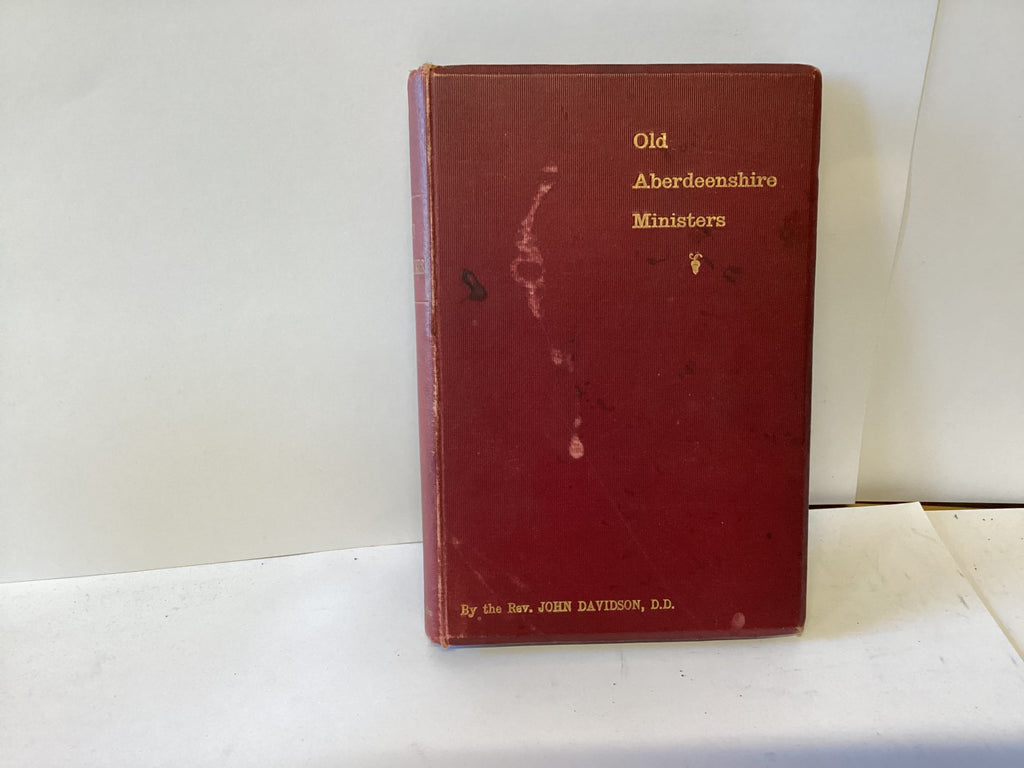 Old
Aberdeenshire
Ministers
By the Rev. JOHN DAVIDSON, D.D.